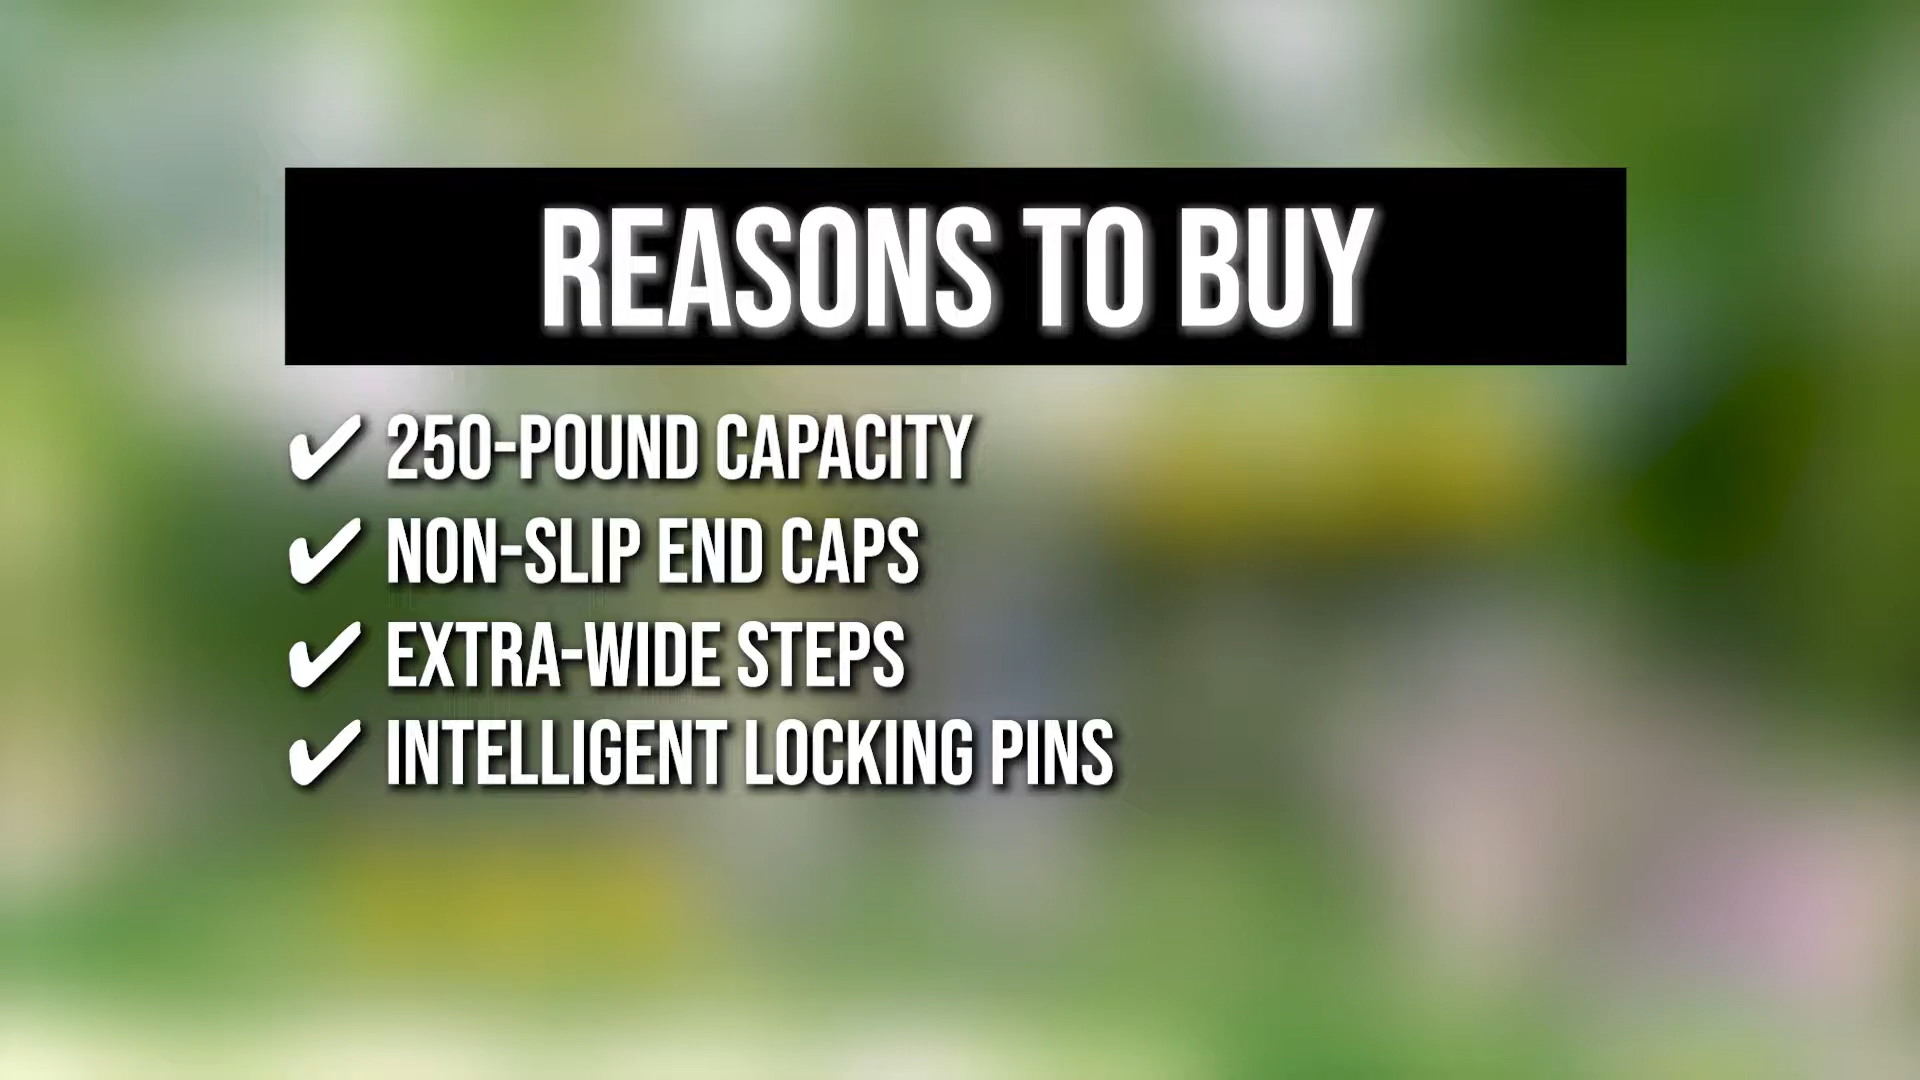 REASONS TO BUY
✔ 250-POUND CAPACITY
✔ NON-SLIP END CAPS
✔ EXTRA-WIDE STEPS
✔ INTELLIGENT LOCKING PINS